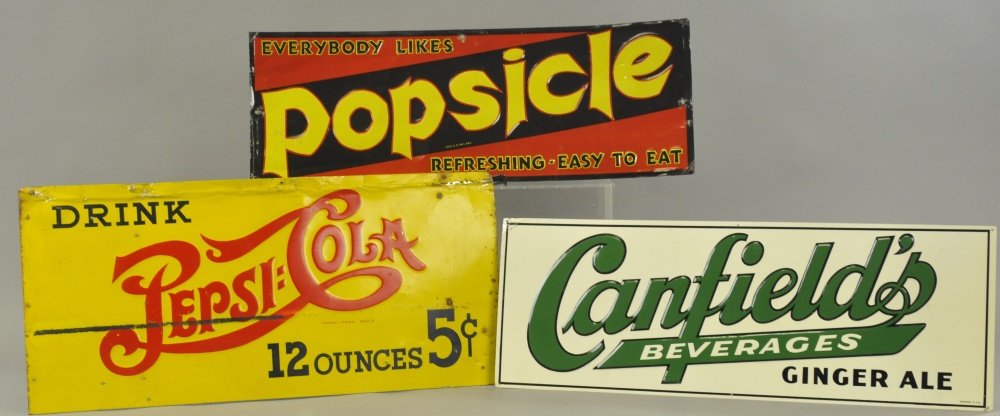 EVERYBODY LIKES
Popsicle
REFRESHING-EASY TO EAT
DRINK
PEPSI:COLA
12 OUNCES 5¢
Canfield's
BEVERAGES
GINGER ALE